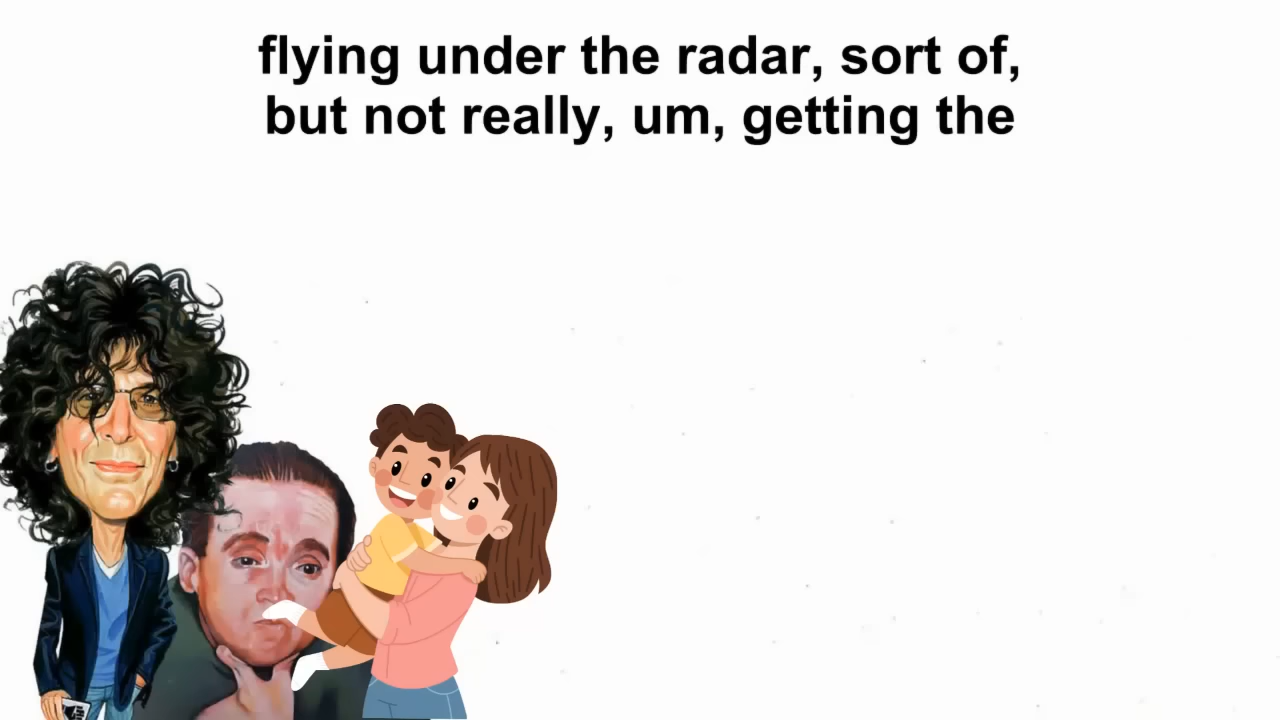 flying under the radar, sort of,
but not really, um, getting the